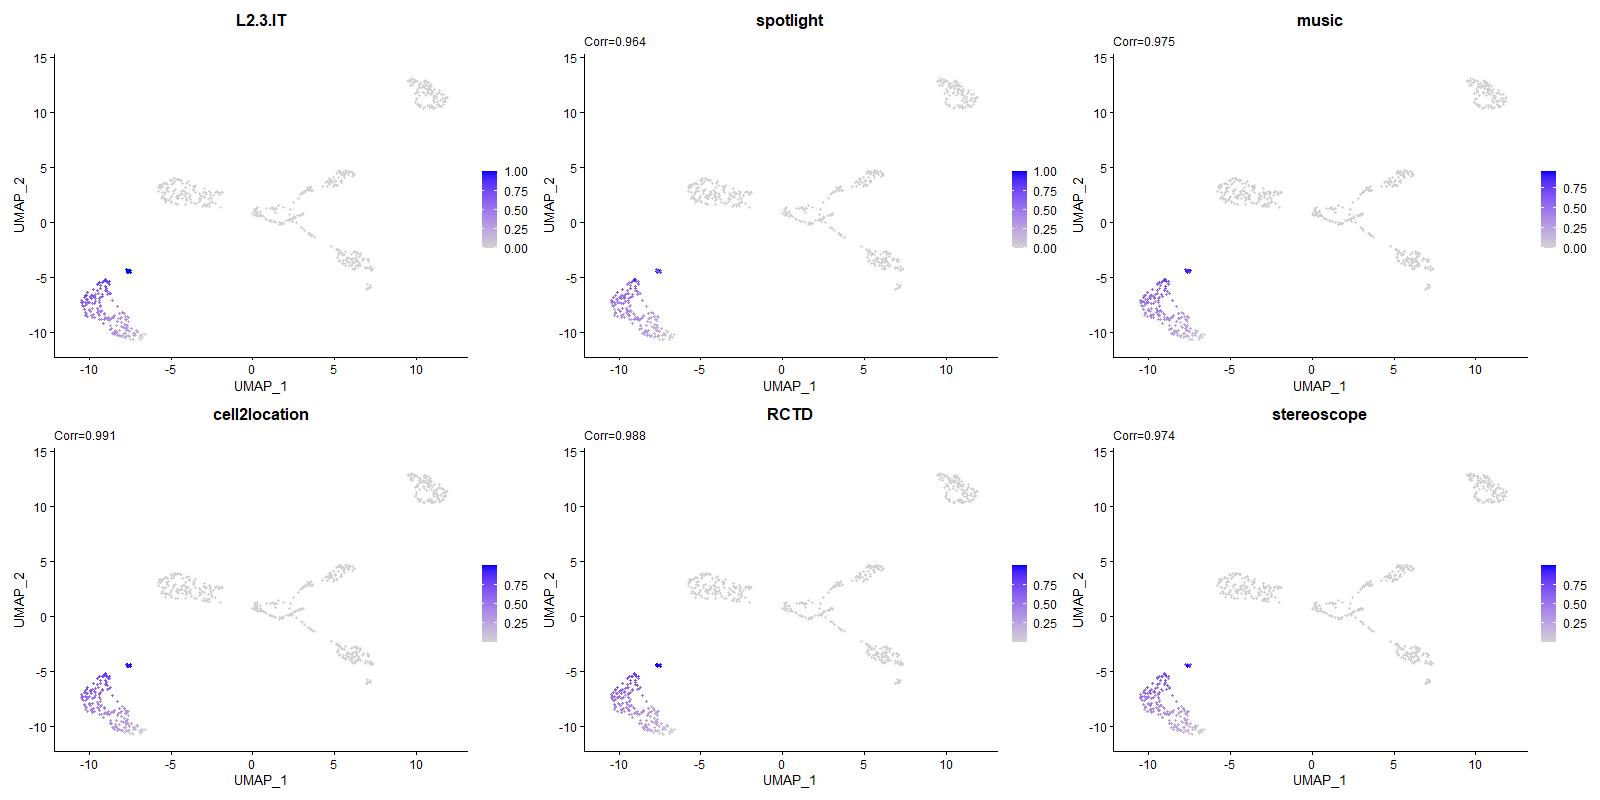 L2.3.IT
15
10
5
0
-5
-10
UMAP_2
-10 -5 0 5 10
UMAP_1
1.00
0.75
0.50
0.25
0.00
spotlight
Corr=0.964
15
10
5
0
-5
-10
UMAP_2
-10 -5 0 5 10
UMAP_1
1.00
0.75
0.50
0.25
0.00
music
Corr=0.975
15
10
5
0
-5
-10
UMAP_2
-10 -5 0 5 10
UMAP_1
0.75
0.50
0.25
0.00
cell2location
Corr=0.991
15
10
5
0
-5
-10
UMAP_2
-10 -5 0 5 10
UMAP_1
0.75
0.50
0.25
RCTD
Corr=0.988
15
10
5
0
-5
-10
UMAP_2
-10 -5 0 5 10
UMAP_1
0.75
0.50
0.25
stereoscope
Corr=0.974
15
10
5
0
-5
-10
UMAP_2
-10 -5 0 5 10
UMAP_1
0.75
0.50
0.25